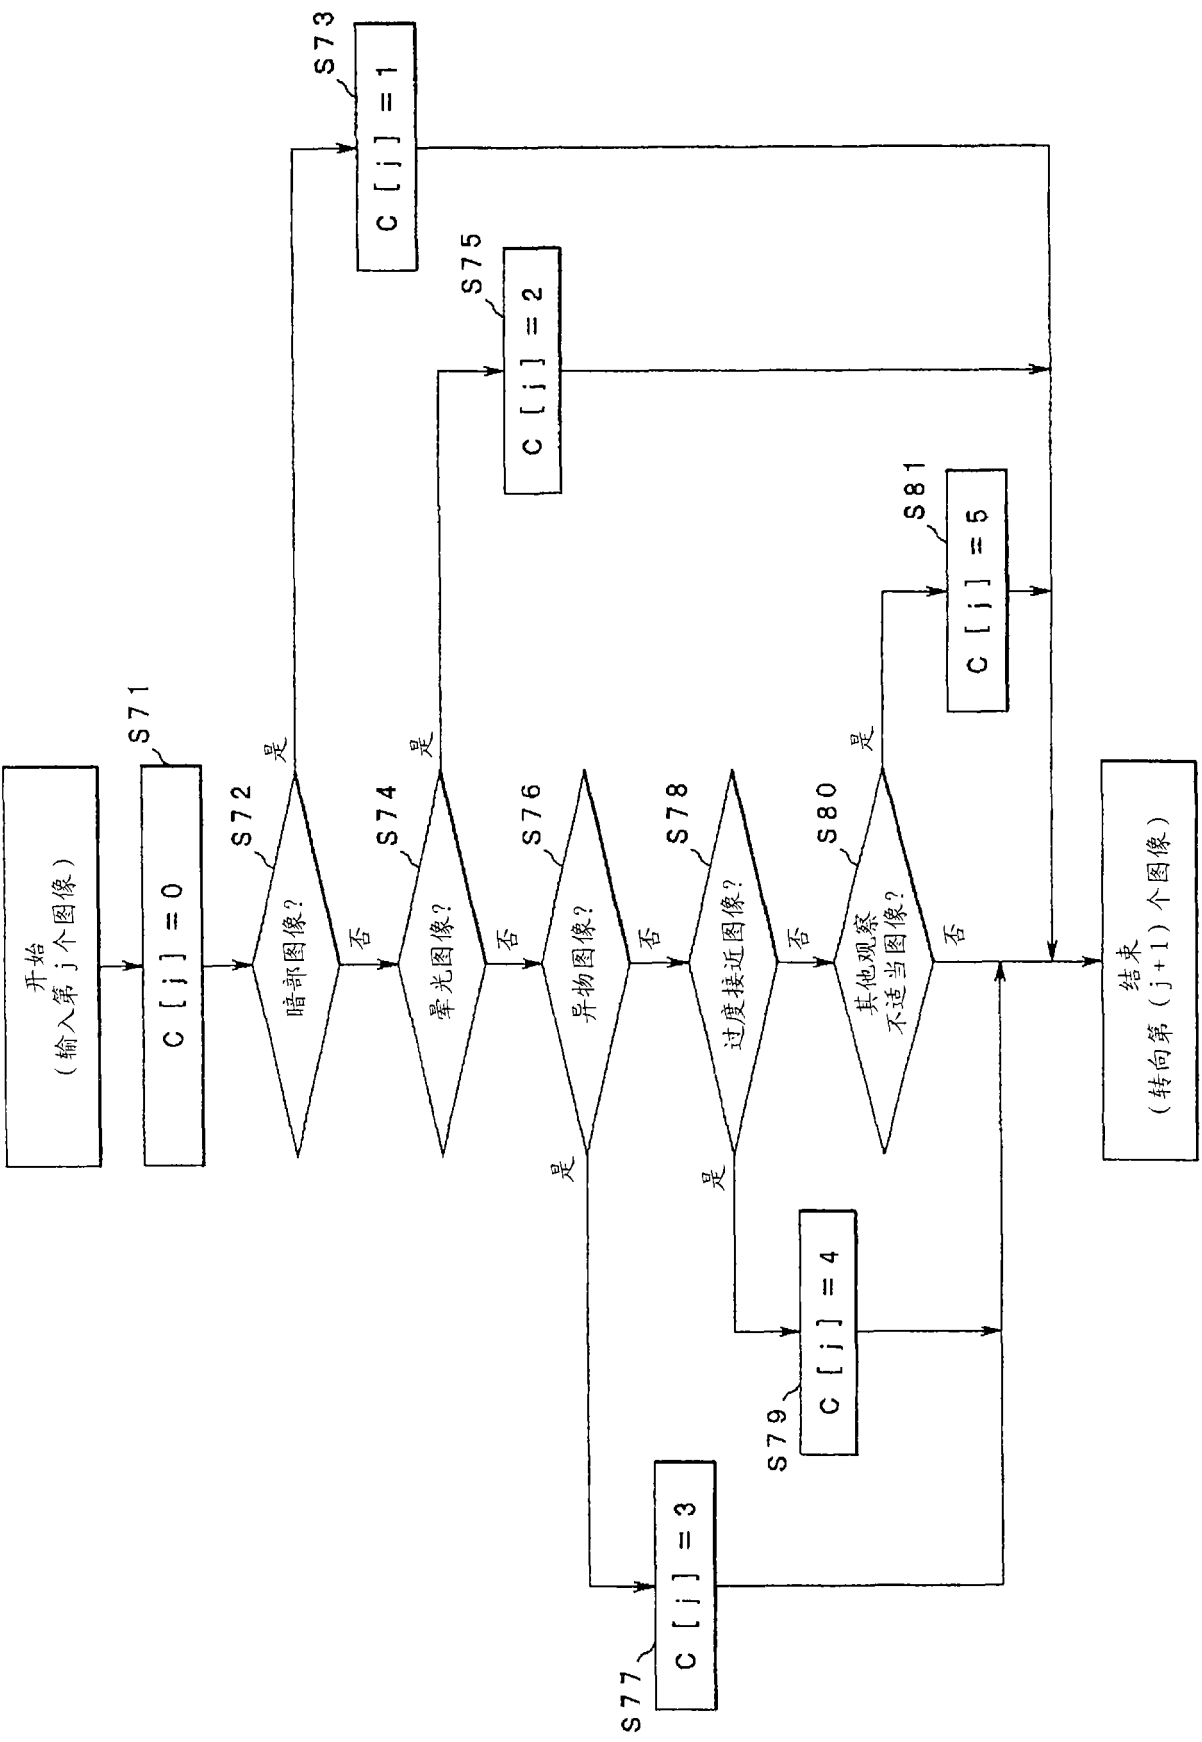 开始
(输入第 j 个图像)
S71
C [j] = 0
S72
暗部图像?
是
否
S73
C [j] = 1
S74
晕光图像?
是
否
S75
C [j] = 2
S76
异物图像?
是
否
S77
C [j] = 3
S78
过度接近图像?
是
否
S79
C [j] = 4
S80
其他观察
不适当图像?
是
否
S81
C [j] = 5
结束
(转向第 (j+1) 个图像)